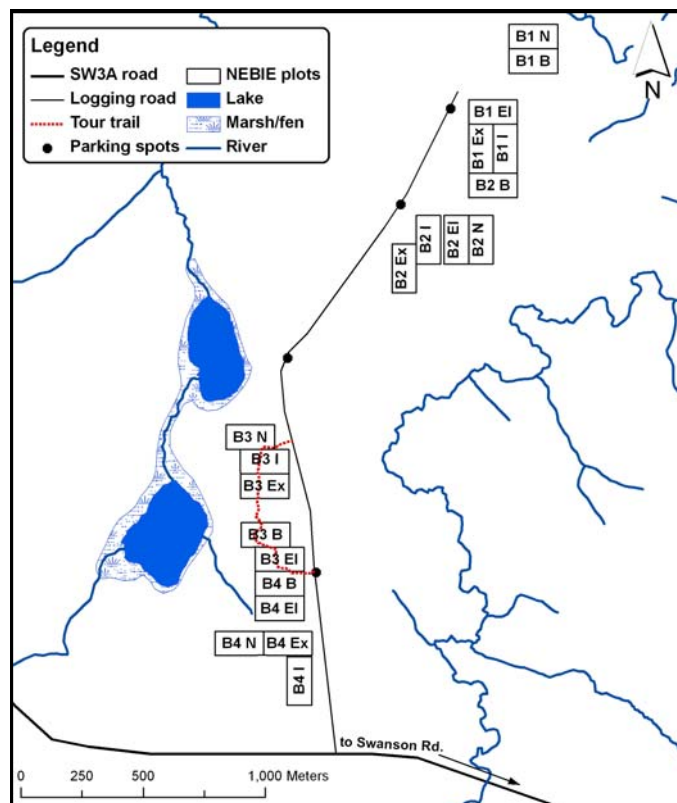 Legend
SW3A road
NEBIE plots
Logging road
Lake
Tour trail
Marsh/fen
Parking spots
River
N
B1 N
B1 B
B1 EI
B1 Ex
B1 I
B2 B
B2 I
B2 EI
B2 N
B2 Ex
B3 N
B3 I
B3 Ex
B3 B
B3 EI
B4 B
B4 EI
B4 N
B4 Ex
B4 I
to Swanson Rd.
0 250 500 1,000 Meters